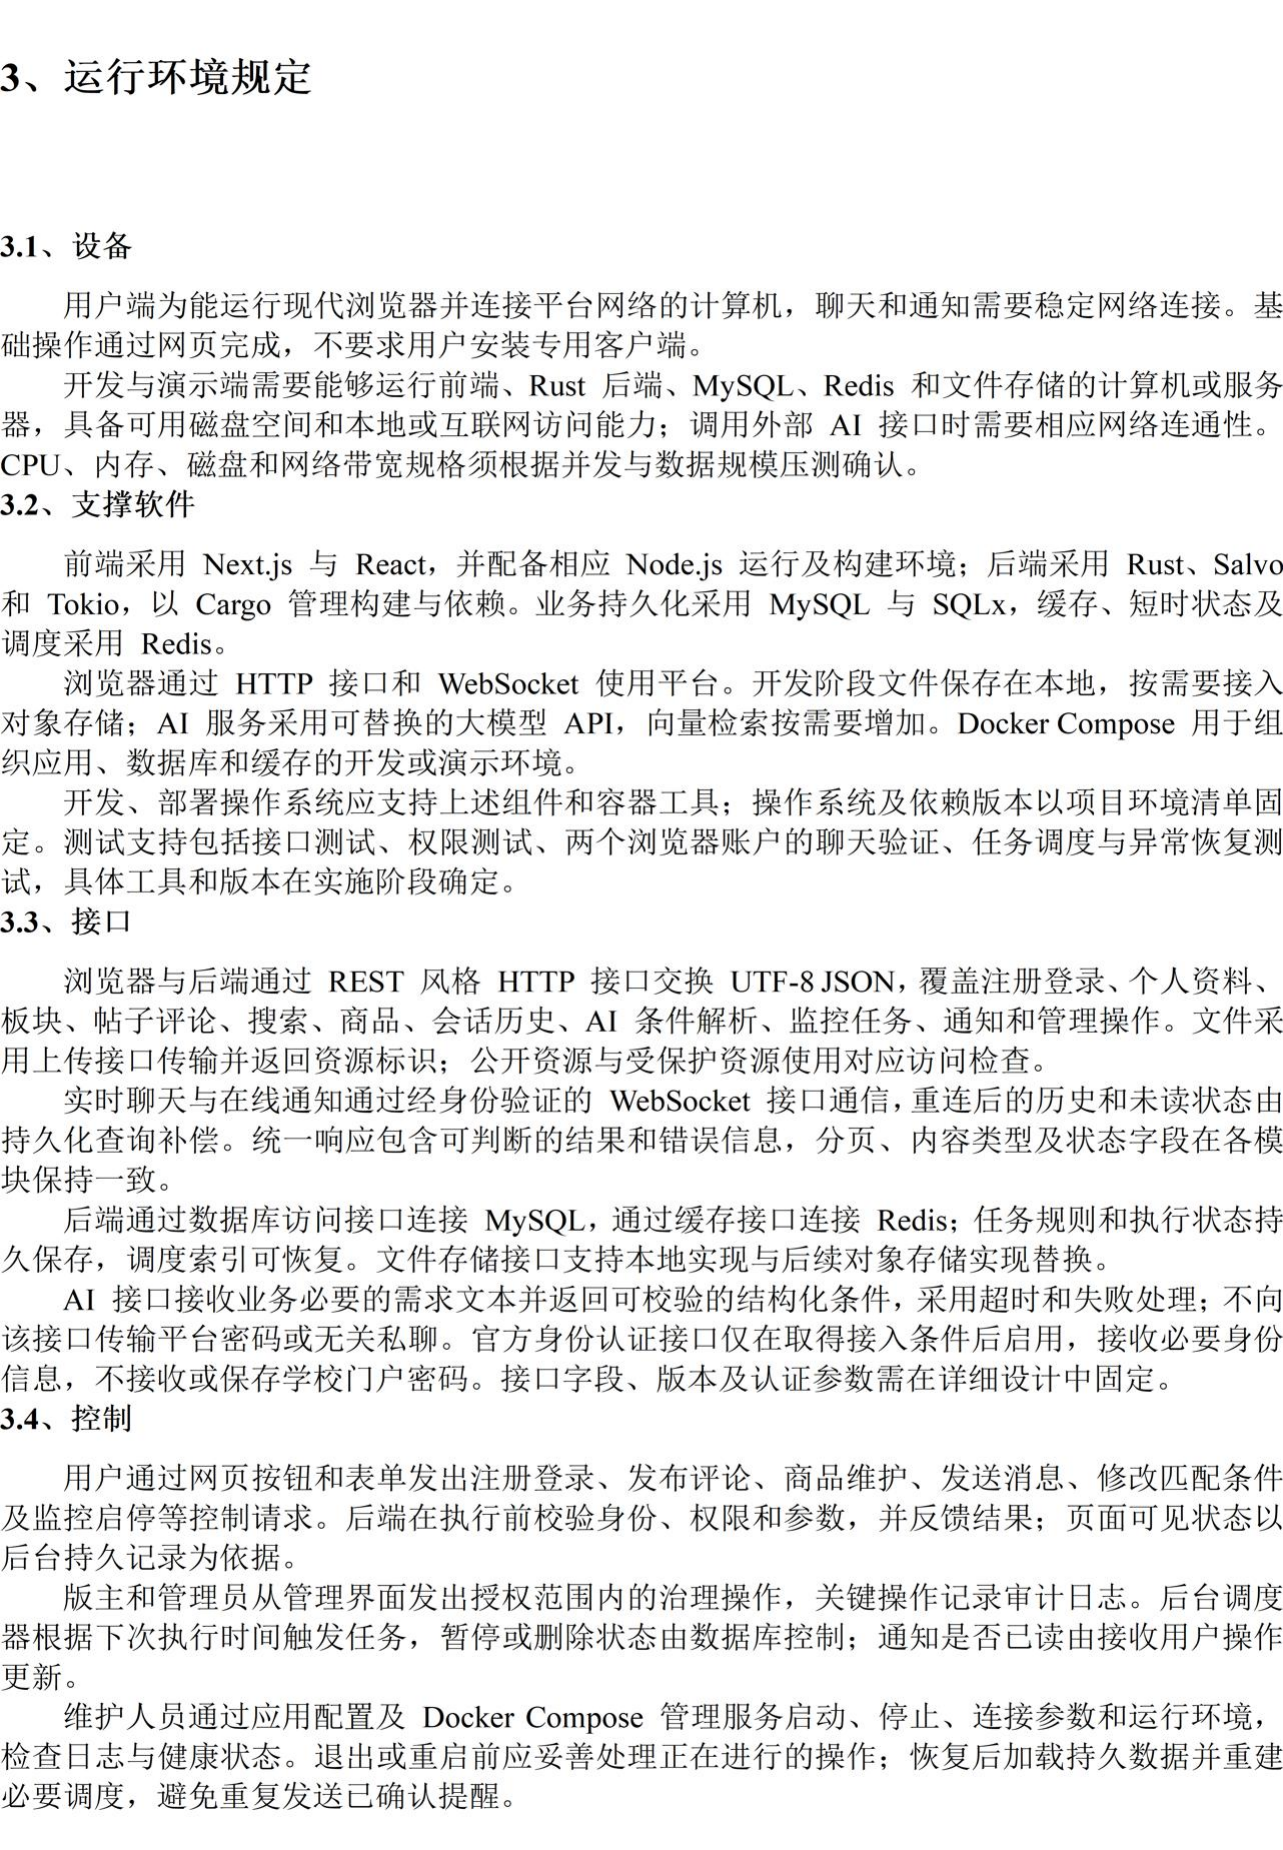 3、运行环境规定
3.1、设备
用户端为能运行现代浏览器并连接平台网络的计算机，聊天和通知需要稳定网络连接。基
础操作通过网页完成，不要求用户安装专用客户端。
开发与演示端需要能够运行前端、Rust 后端、MySQL、Redis 和文件存储的计算机或服务
器，具备可用磁盘空间和本地或互联网访问能力；调用外部 AI 接口时需要相应网络连通性。
CPU、内存、磁盘和网络带宽规格须根据并发与数据规模压测确认。
3.2、支撑软件
前端采用 Next.js 与 React，并配备相应 Node.js 运行及构建环境；后端采用 Rust、Salvo
和 Tokio，以 Cargo 管理构建与依赖。业务持久化采用 MySQL 与 SQLx，缓存、短时状态及
调度采用 Redis。
浏览器通过 HTTP 接口和 WebSocket 使用平台。开发阶段文件保存在本地，按需要接入
对象存储；AI 服务采用可替换的大模型 API，向量检索按需要增加。Docker Compose 用于组
织应用、数据库和缓存的开发或演示环境。
开发、部署操作系统应支持上述组件和容器工具；操作系统及依赖版本以项目环境清单固
定。测试支持包括接口测试、权限测试、两个浏览器账户的聊天验证、任务调度与异常恢复测
试，具体工具和版本在实施阶段确定。
3.3、接口
浏览器与后端通过 REST 风格 HTTP 接口交换 UTF-8 JSON，覆盖注册登录、个人资料、
板块、帖子评论、搜索、商品、会话历史、AI 条件解析、监控任务、通知和管理操作。文件采
用上传接口传输并返回资源标识；公开资源与受保护资源使用对应访问检查。
实时聊天与在线通知通过经身份验证的 WebSocket 接口通信，重连后的历史和未读状态由
持久化查询补偿。统一响应包含可判断的结果和错误信息，分页、内容类型及状态字段在各模
块保持一致。
后端通过数据库访问接口连接 MySQL，通过缓存接口连接 Redis；任务规则和执行状态持
久保存，调度索引可恢复。文件存储接口支持本地实现与后续对象存储实现替换。
AI 接口接收业务必要的需求文本并返回可校验的结构化条件，采用超时和失败处理；不向
该接口传输平台密码或无关私聊。官方身份认证接口仅在取得接入条件后启用，接收必要身份
信息，不接收或保存学校门户密码。接口字段、版本及认证参数需在详细设计中固定。
3.4、控制
用户通过网页按钮和表单发出注册登录、发布评论、商品维护、发送消息、修改匹配条件
及监控启停等控制请求。后端在执行前校验身份、权限和参数，并反馈结果；页面可见状态以
后台持久记录为依据。
版主和管理员从管理界面发出授权范围内的治理操作，关键操作记录审计日志。后台调度
器根据下次执行时间触发任务，暂停或删除状态由数据库控制；通知是否已读由接收用户操作
更新。
维护人员通过应用配置及 Docker Compose 管理服务启动、停止、连接参数和运行环境，
检查日志与健康状态。退出或重启前应妥善处理正在进行的操作；恢复后加载持久数据并重建
必要调度，避免重复发送已确认提醒。